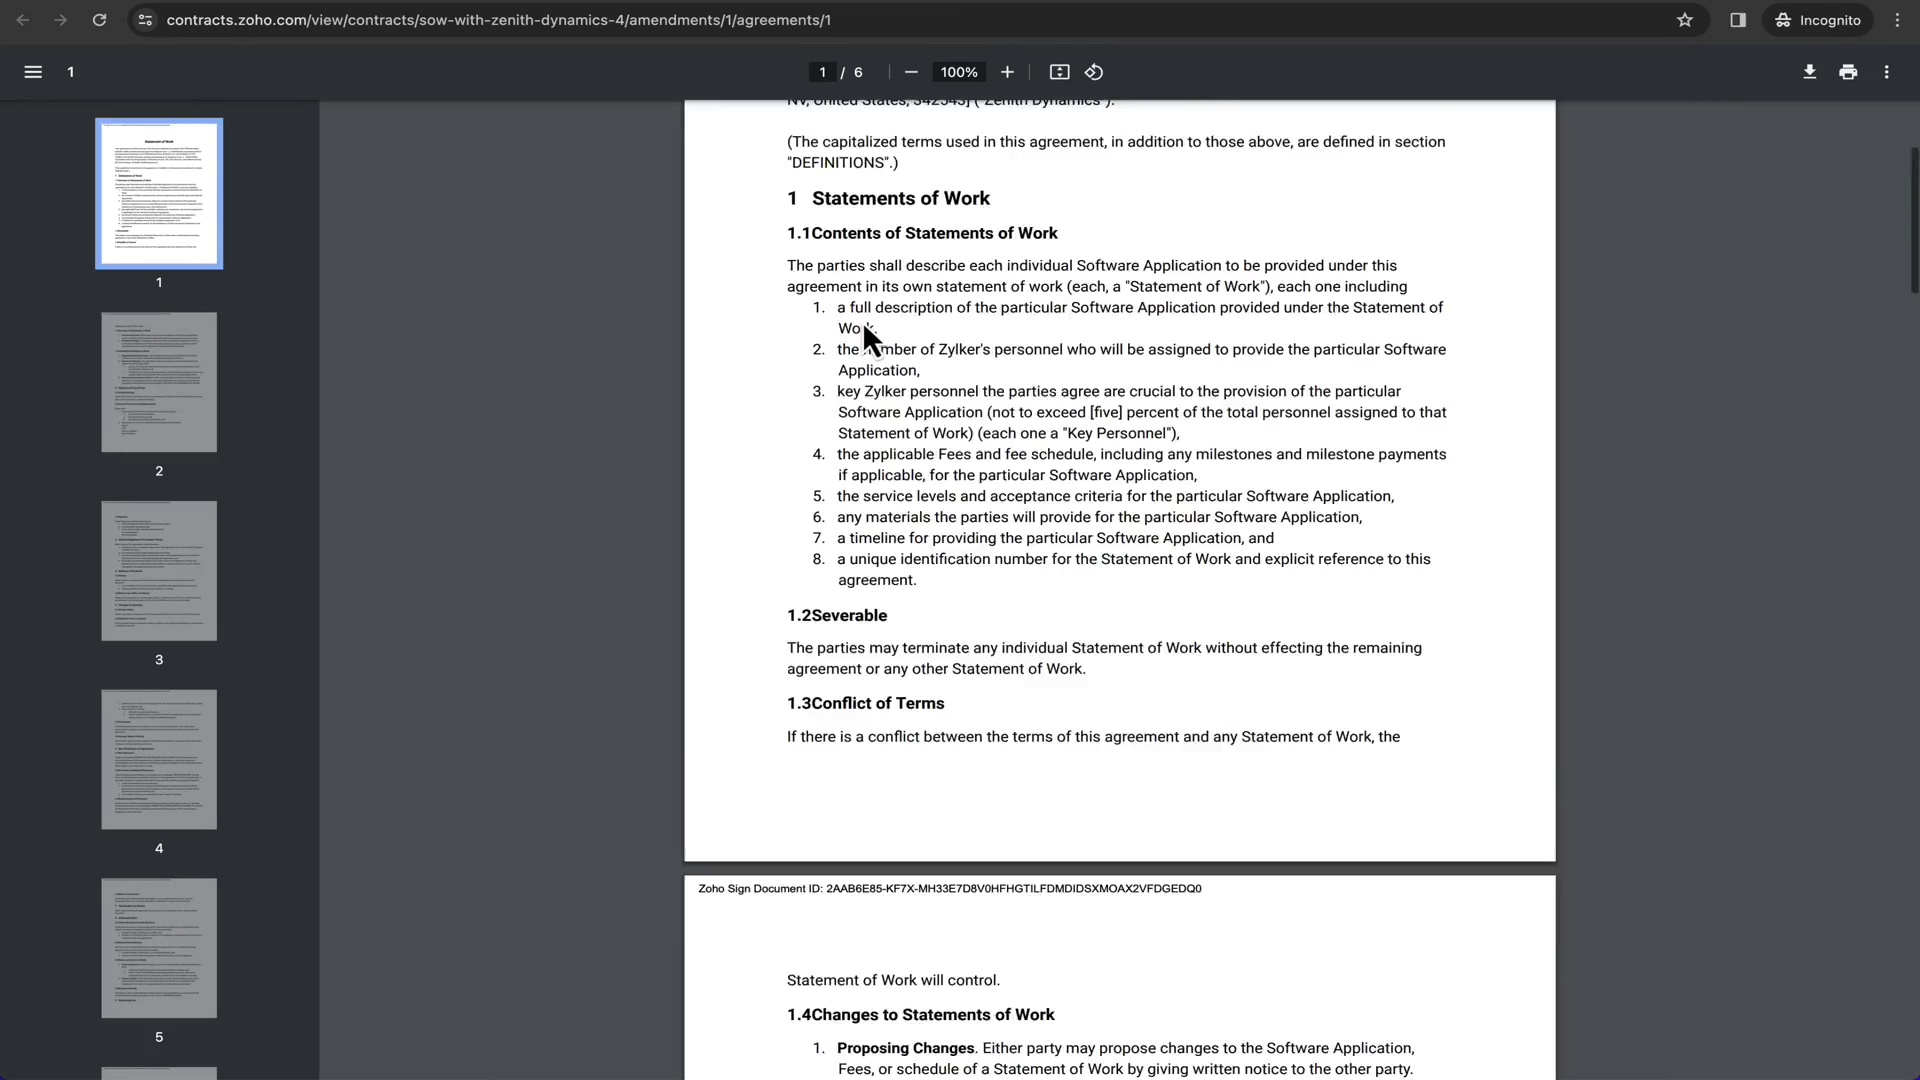 contracts.zoho.com/view/contracts/sow-with-zenith-dynamics-4/amendments/1/agreements/1
Incognito
1
1 / 6
100%
1
2
3
4
5
NV, United States, 342543] ("Zenith Dynamics").
(The capitalized terms used in this agreement, in addition to those above, are defined in section
"DEFINITIONS".)
1 Statements of Work
1.1Contents of Statements of Work
The parties shall describe each individual Software Application to be provided under this
agreement in its own statement of work (each, a "Statement of Work"), each one including
1. a full description of the particular Software Application provided under the Statement of
Work.
2. the number of Zylker's personnel who will be assigned to provide the particular Software
Application,
3. key Zylker personnel the parties agree are crucial to the provision of the particular
Software Application (not to exceed [five] percent of the total personnel assigned to that
Statement of Work) (each one a "Key Personnel"),
4. the applicable Fees and fee schedule, including any milestones and milestone payments
if applicable, for the particular Software Application,
5. the service levels and acceptance criteria for the particular Software Application,
6. any materials the parties will provide for the particular Software Application,
7. a timeline for providing the particular Software Application, and
8. a unique identification number for the Statement of Work and explicit reference to this
agreement.
1.2Severable
The parties may terminate any individual Statement of Work without effecting the remaining
agreement or any other Statement of Work.
1.3Conflict of Terms
If there is a conflict between the terms of this agreement and any Statement of Work, the
Zoho Sign Document ID: 2AAB6E85-KF7X-MH33E7D8V0HFHGTILFDMDIDSXMOAX2VFDGEDQ0
Statement of Work will control.
1.4Changes to Statements of Work
1. Proposing Changes. Either party may propose changes to the Software Application,
Fees, or schedule of a Statement of Work by giving written notice to the other party.